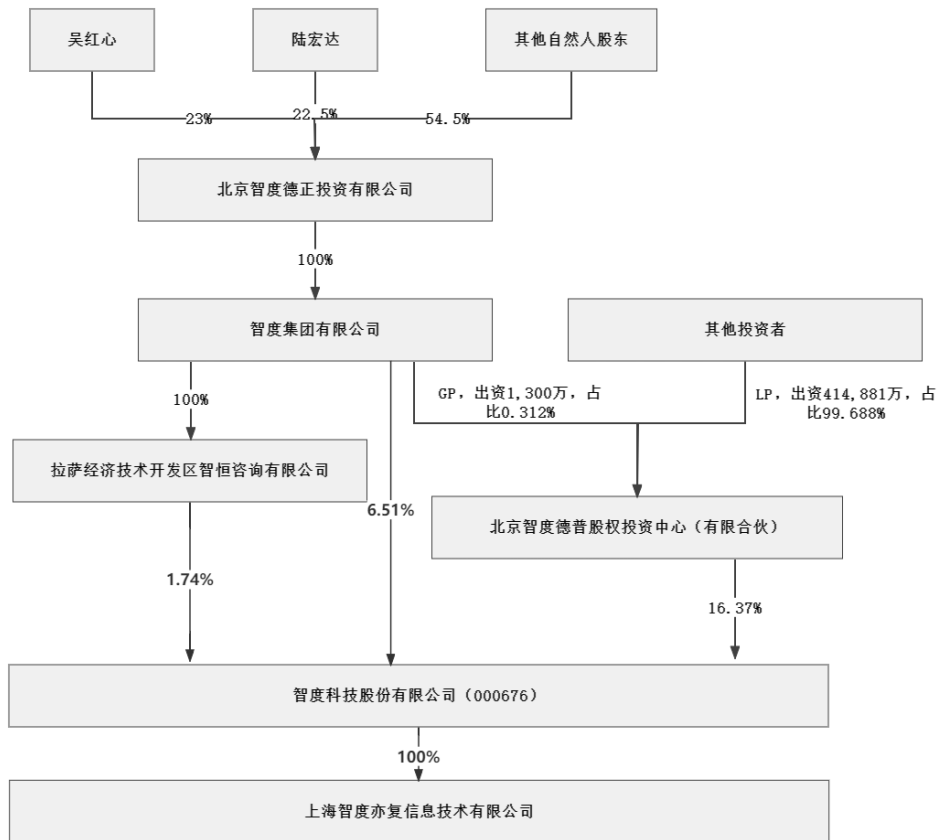 吴红心
陆宏达
其他自然人股东
23%
22.5%
54.5%
北京智度德正投资有限公司
100%
智度集团有限公司
其他投资者
100%
GP，出资1,300万，占
比0.312%
LP，出资414,881万，占
比99.688%
拉萨经济技术开发区智恒咨询有限公司
6.51%
北京智度德普股权投资中心（有限合伙）
1.74%
16.37%
智度科技股份有限公司（000676）
100%
上海智度亦复信息技术有限公司